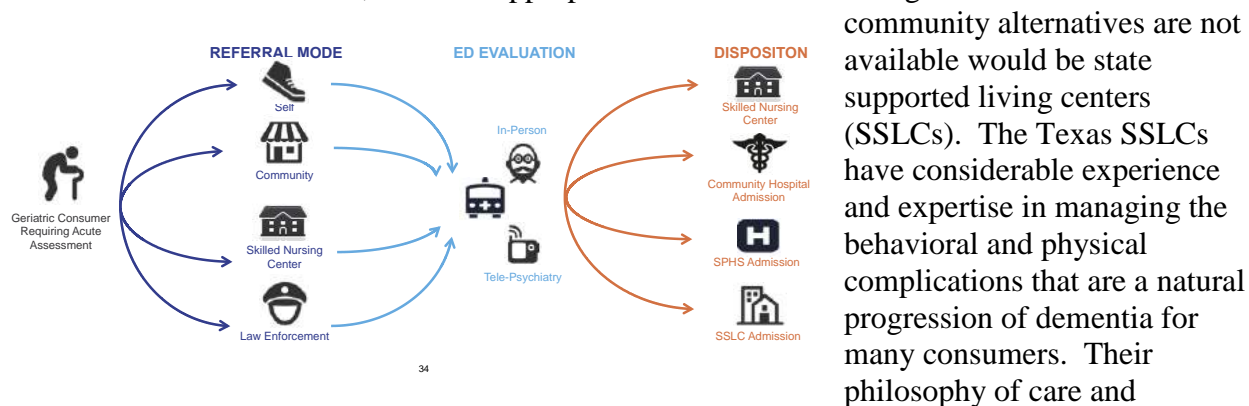 REFERRAL MODE
ED EVALUATION
DISPOSITON
Self
Community
Skilled Nursing
Center
Law Enforcement
Geriatric Consumer
Requiring Acute
Assessment
In-Person
Tele-Psychiatry
Skilled Nursing
Center
Community Hospital
Admission
SPHS Admission
SSLC Admission
34
community alternatives are not
available would be state
supported living centers
(SSLCs). The Texas SSLCs
have considerable experience
and expertise in managing the
behavioral and physical
complications that are a natural
progression of dementia for
many consumers. Their
philosophy of care and